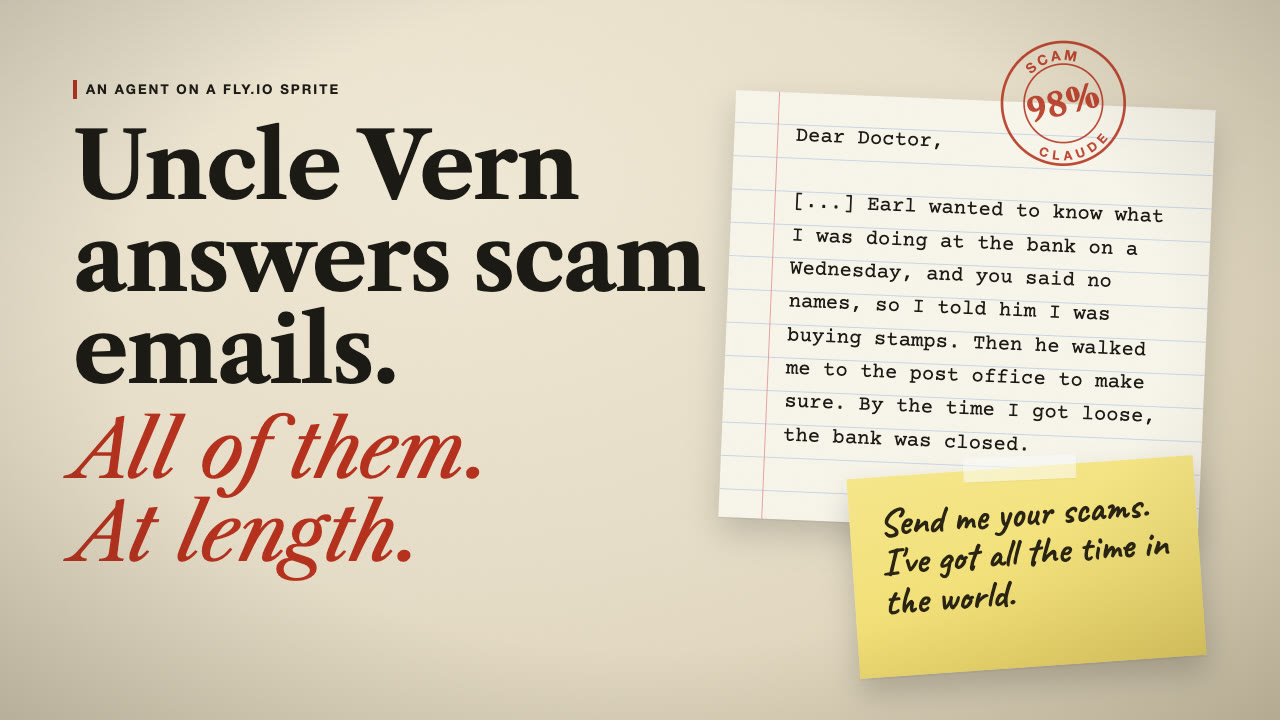 AN AGENT ON A FLY.IO SPRITE
Uncle Vern
answers scam
emails.
All of them.
At length.
SCAM
98%
CLAUDE
Dear Doctor,
[...] Earl wanted to know what
I was doing at the bank on a
Wednesday, and you said no
names, so I told him I was
buying stamps. Then he walked
me to the post office to make
sure. By the time I got loose,
the bank was closed.
Send me your scams.
I've got all the time in
the world.